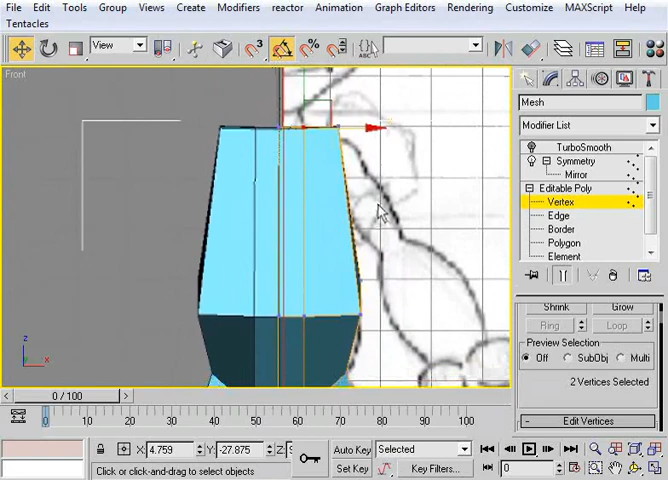 File Edit Tools Group Views Create Modifiers reactor Animation Graph Editors Rendering Customize MAXScript Help
Tentacles
View
3
%
ABC
Front
z
x
Mesh
Modifier List
TurboSmooth
Symmetry
Mirror
Editable Poly
Vertex
Edge
Border
Polygon
Element
Shrink Grow
Ring Loop
Preview Selection
Off SubObj Multi
2 Vertices Selected
- Edit Vertices
< 0 / 100 >
0 10 20 30 40 50 60 70 80 90 100
X: 4.759 Y: -27.875 Z:
Auto Key Selected
Click or click-and-drag to select objects
Set Key Key Filters... 0